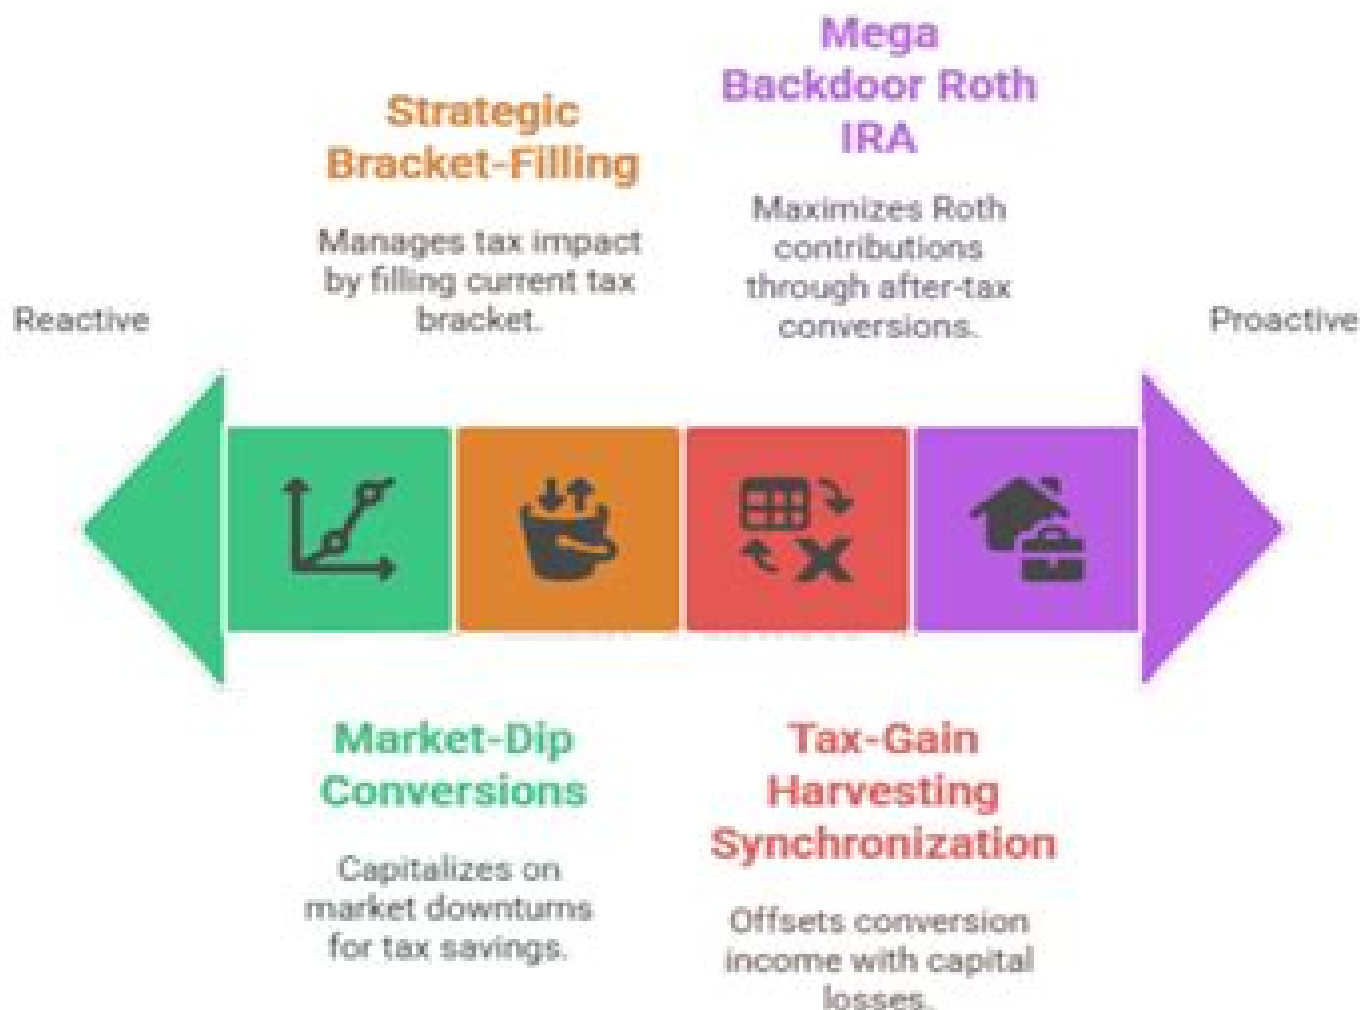 Mega
Backdoor Roth
IRA
Strategic
Bracket-Filling
Maximizes Roth
contributions
through after-tax
conversions.
Manages tax impact
by filling current tax
bracket.
Reactive
Proactive
Market-Dip
Conversions
Capitalizes on
market downturns
for tax savings.
Tax-Gain
Harvesting
Synchronization
Offsets conversion
income with capital
losses.